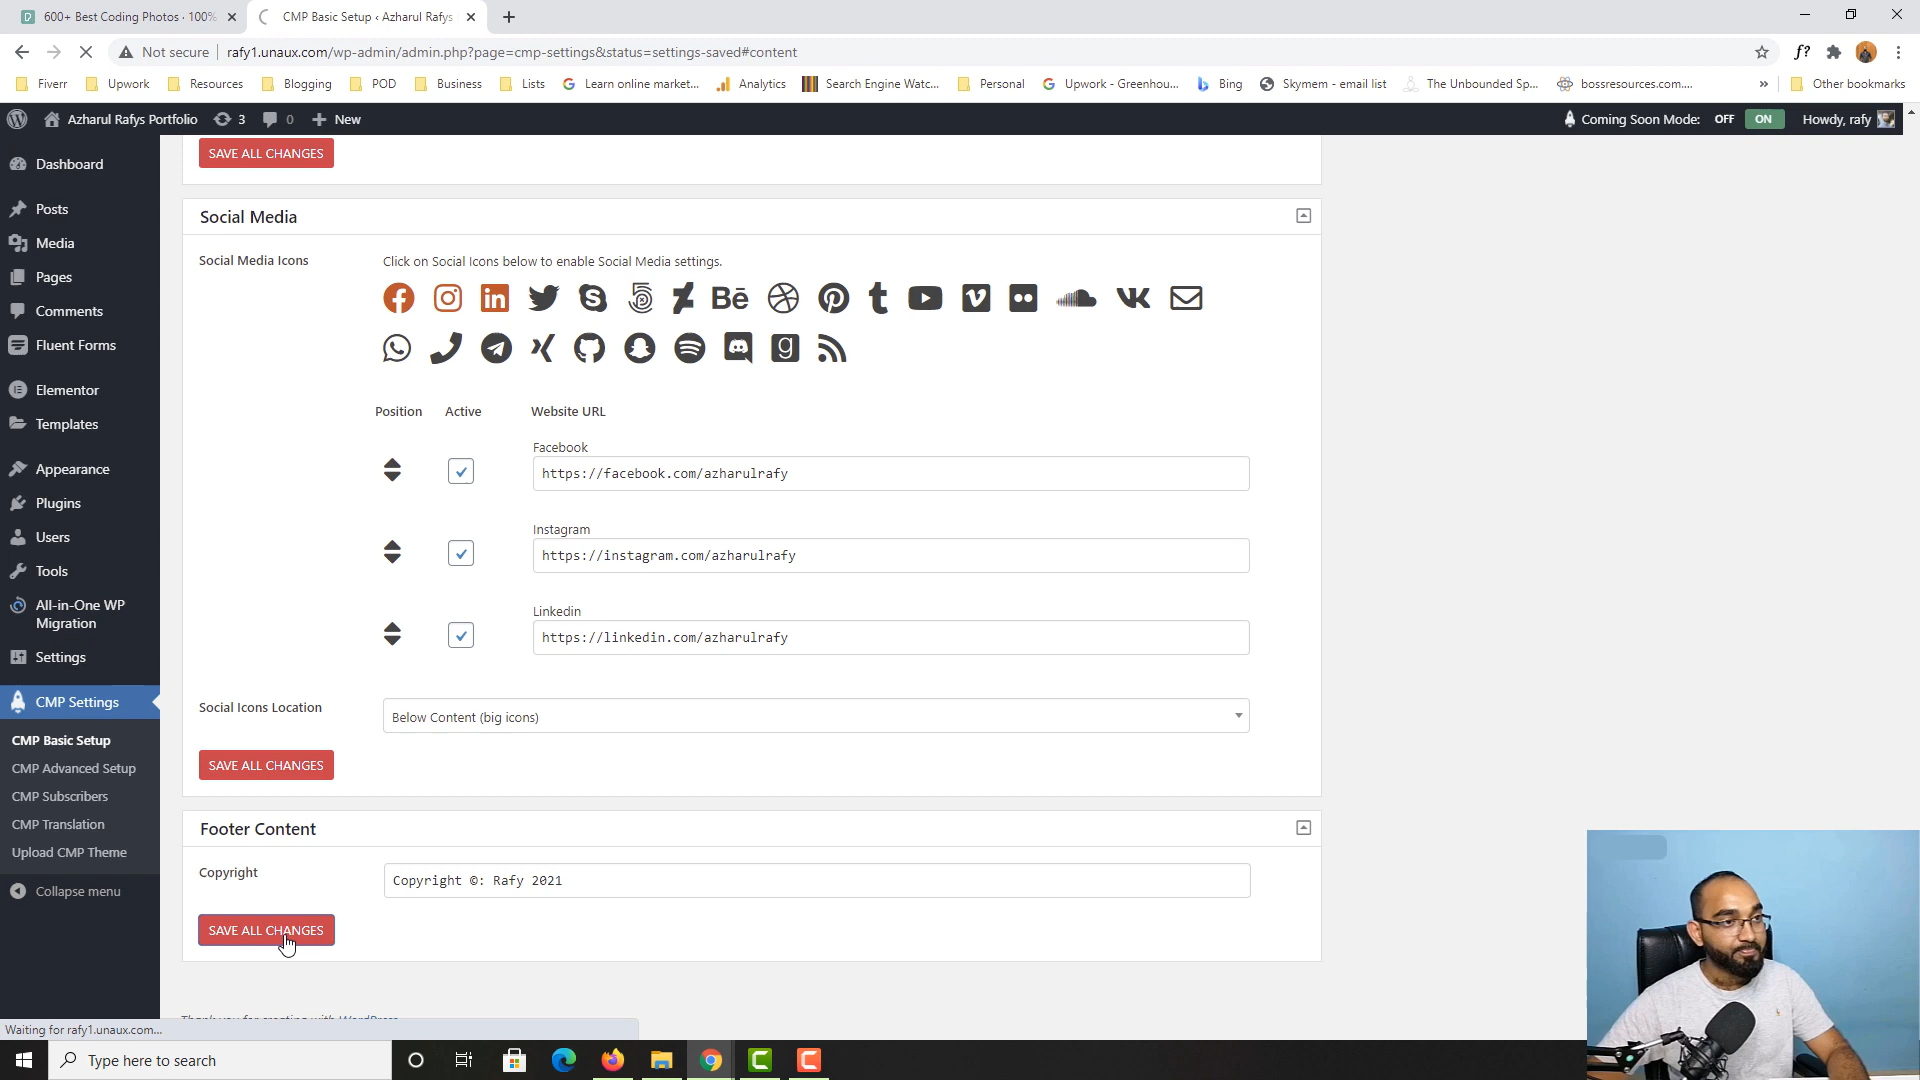 600+ Best Coding Photos · 100%
CMP Basic Setup ‹ Azharul Rafys
Not secure
rafy1.unaux.com/wp-admin/admin.php?page=cmp-settings&status=settings-saved#content
f?
Fiverr
Upwork
Resources
Blogging
POD
Business
Lists
Learn online market...
Analytics
Search Engine Watc...
Personal
Upwork - Greenhou...
Bing
Skymem - email list
The Unbounded Sp...
bossresources.com....
»
Other bookmarks
Azharul Rafys Portfolio
3
0
New
Coming Soon Mode:
OFF
ON
Howdy, rafy
Dashboard
Posts
Media
Pages
Comments
Fluent Forms
Elementor
Templates
Appearance
Plugins
Users
Tools
All-in-One WP
Migration
Settings
CMP Settings
CMP Basic Setup
CMP Advanced Setup
CMP Subscribers
CMP Translation
Upload CMP Theme
Collapse menu
SAVE ALL CHANGES
Social Media
Social Media Icons
Click on Social Icons below to enable Social Media settings.
Position
Active
Website URL
Facebook
https://facebook.com/azharulrafy
Instagram
https://instagram.com/azharulrafy
Linkedin
https://linkedin.com/azharulrafy
Social Icons Location
Below Content (big icons)
SAVE ALL CHANGES
Footer Content
Copyright
Copyright ©: Rafy 2021
SAVE ALL CHANGES
Thank you for creating with WordPress
Waiting for rafy1.unaux.com...
Type here to search